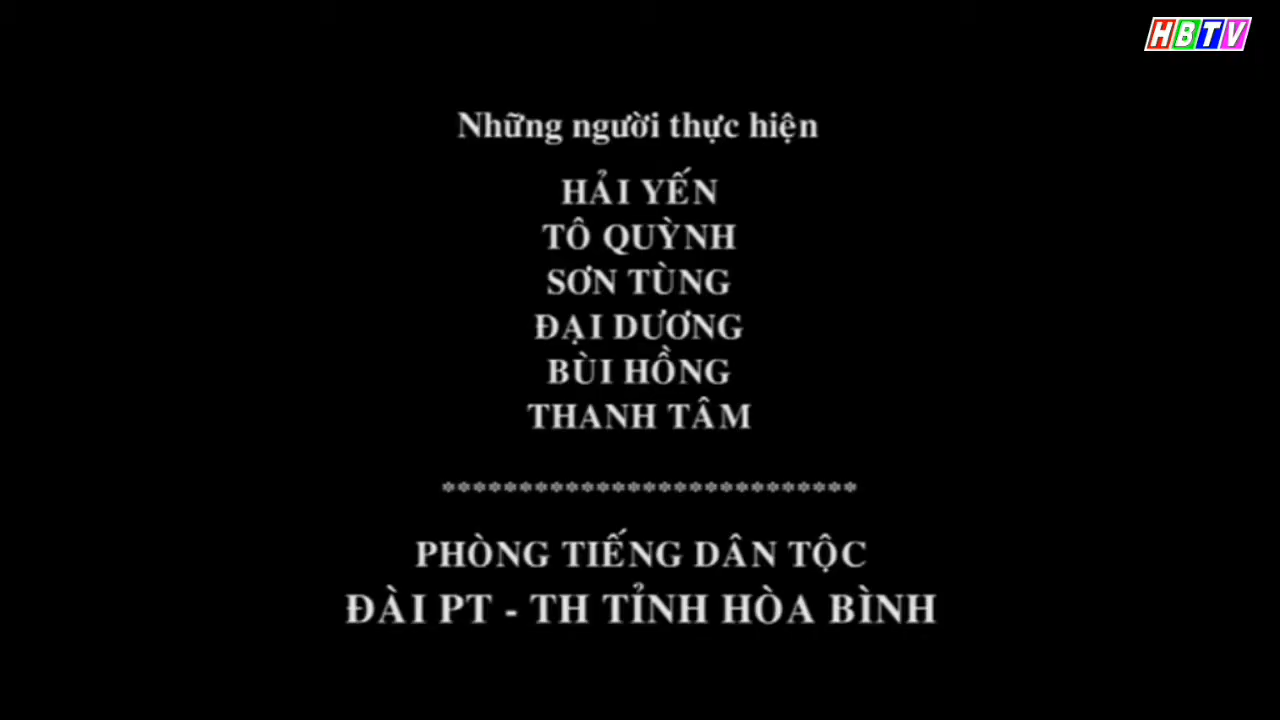 HBTV
Những người thực hiện
HẢI YẾN
TÔ QUỲNH
SƠN TÙNG
ĐẠI DƯƠNG
BÙI HỒNG
THANH TÂM
***************************
PHÒNG TIẾNG DÂN TỘC
ĐÀI PT - TH TỈNH HÒA BÌNH